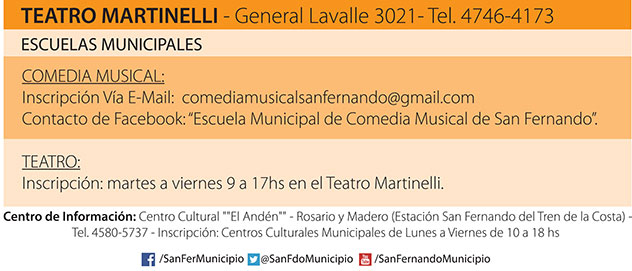 TEATRO MARTINELLI - General Lavalle 3021- Tel. 4746-4173
ESCUELAS MUNICIPALES
COMEDIA MUSICAL:
Inscripción Vía E-Mail: comediamusicalsanfernando@gmail.com
Contacto de Facebook: “Escuela Municipal de Comedia Musical de San Fernando”.
TEATRO:
Inscripción: martes a viernes 9 a 17hs en el Teatro Martinelli.
Centro de Información: Centro Cultural ""El Andén"" - Rosario y Madero (Estación San Fernando del Tren de la Costa) -
Tel. 4580-5737 - Inscripción: Centros Culturales Municipales de Lunes a Viernes de 10 a 18 hs
/SanFerMunicipio @SanFdoMunicipio /SanFernandoMunicipio